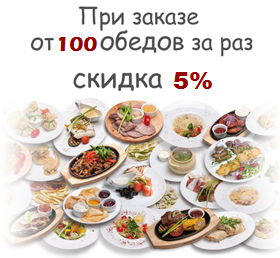 При заказе
от 100 обедов за раз
скидка 5%